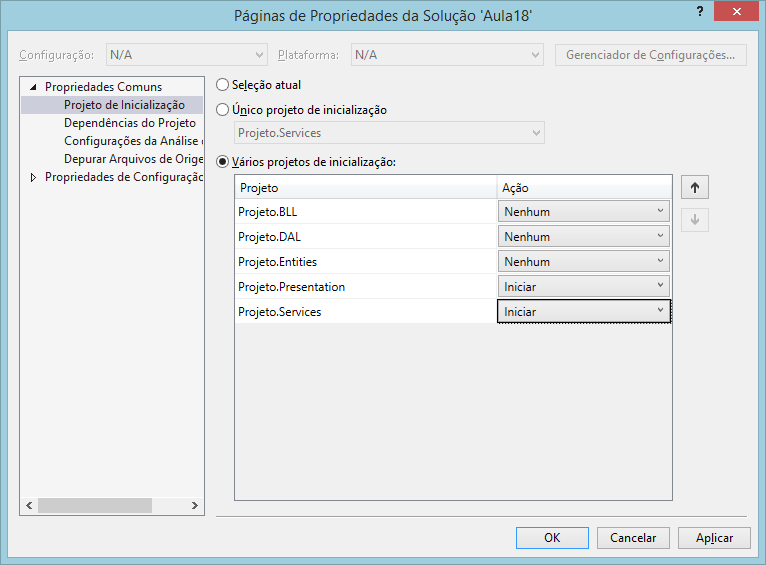 Páginas de Propriedades da Solução 'Aula18'
?
Configuração: N/A Plataforma: N/A Gerenciador de Configurações...
Propriedades Comuns
Projeto de Inicialização
Dependências do Projeto
Configurações da Análise
Depurar Arquivos de Orige
Propriedades de Configuraçã
Seleção atual
Único projeto de inicialização
Projeto.Services
Vários projetos de inicialização:
Projeto Ação
Projeto.BLL Nenhum
Projeto.DAL Nenhum
Projeto.Entities Nenhum
Projeto.Presentation Iniciar
Projeto.Services Iniciar
OK Cancelar Aplicar